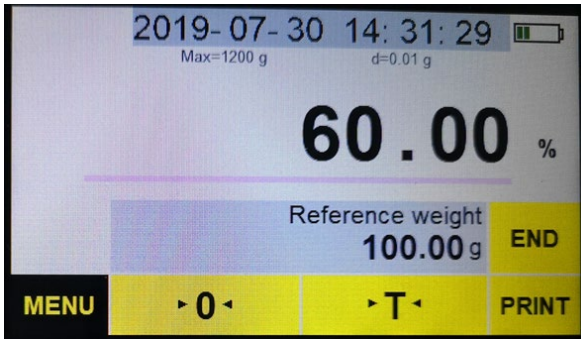 2019-07-30 14:31:29
Max=1200 g d=0.01 g
60.00 %
Reference weight
100.00 g
END
MENU ▸0◂ ▸T◂ PRINT